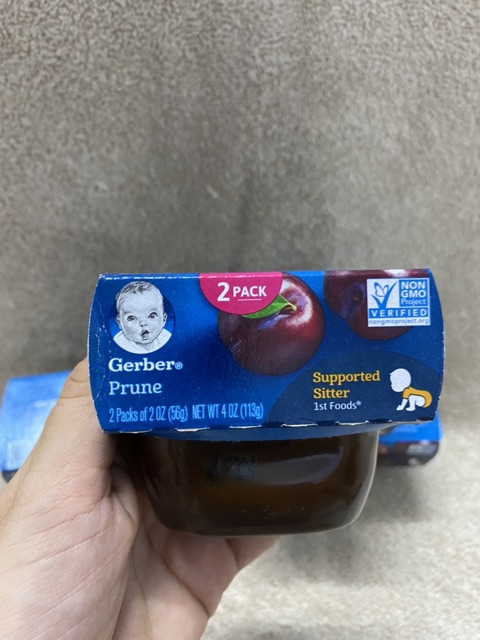 2 PACK
NON
GMO
Project
VERIFIED
nongmoproject.org
Gerber®
Prune
2 Packs of 2 OZ (56g) NET WT 4 OZ (113g)
Supported
Sitter
1st Foods®